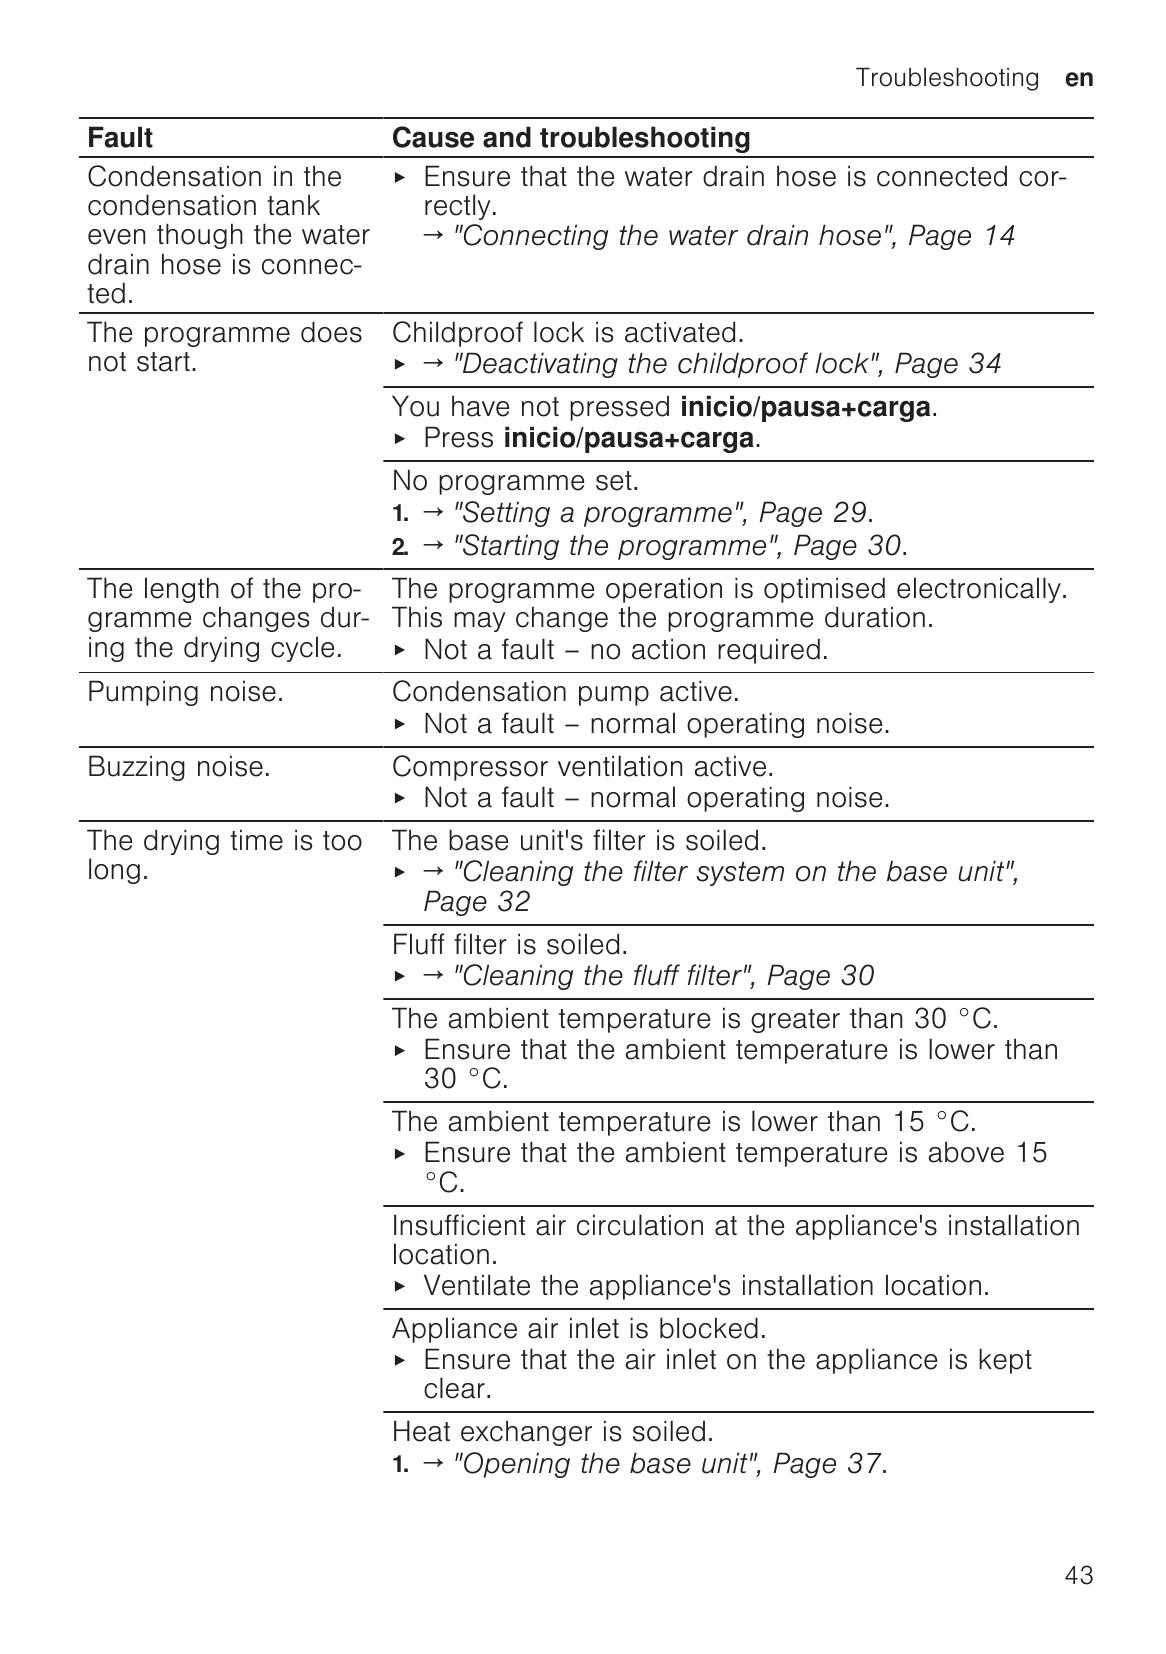 Troubleshooting en
Fault
Cause and troubleshooting
Condensation in the
condensation tank
even though the water
drain hose is connec-
ted.
▶ Ensure that the water drain hose is connected cor-
rectly.
→ "Connecting the water drain hose", Page 14
The programme does
not start.
Childproof lock is activated.
▶ → "Deactivating the childproof lock", Page 34
You have not pressed inicio/pausa+carga.
▶ Press inicio/pausa+carga.
No programme set.
1. → "Setting a programme", Page 29.
2. → "Starting the programme", Page 30.
The length of the pro-
gramme changes dur-
ing the drying cycle.
The programme operation is optimised electronically.
This may change the programme duration.
▶ Not a fault – no action required.
Pumping noise.
Condensation pump active.
▶ Not a fault – normal operating noise.
Buzzing noise.
Compressor ventilation active.
▶ Not a fault – normal operating noise.
The drying time is too
long.
The base unit's filter is soiled.
▶ → "Cleaning the filter system on the base unit",
Page 32
Fluff filter is soiled.
▶ → "Cleaning the fluff filter", Page 30
The ambient temperature is greater than 30 °C.
▶ Ensure that the ambient temperature is lower than
30 °C.
The ambient temperature is lower than 15 °C.
▶ Ensure that the ambient temperature is above 15
°C.
Insufficient air circulation at the appliance's installation
location.
▶ Ventilate the appliance's installation location.
Appliance air inlet is blocked.
▶ Ensure that the air inlet on the appliance is kept
clear.
Heat exchanger is soiled.
1. → "Opening the base unit", Page 37.
43